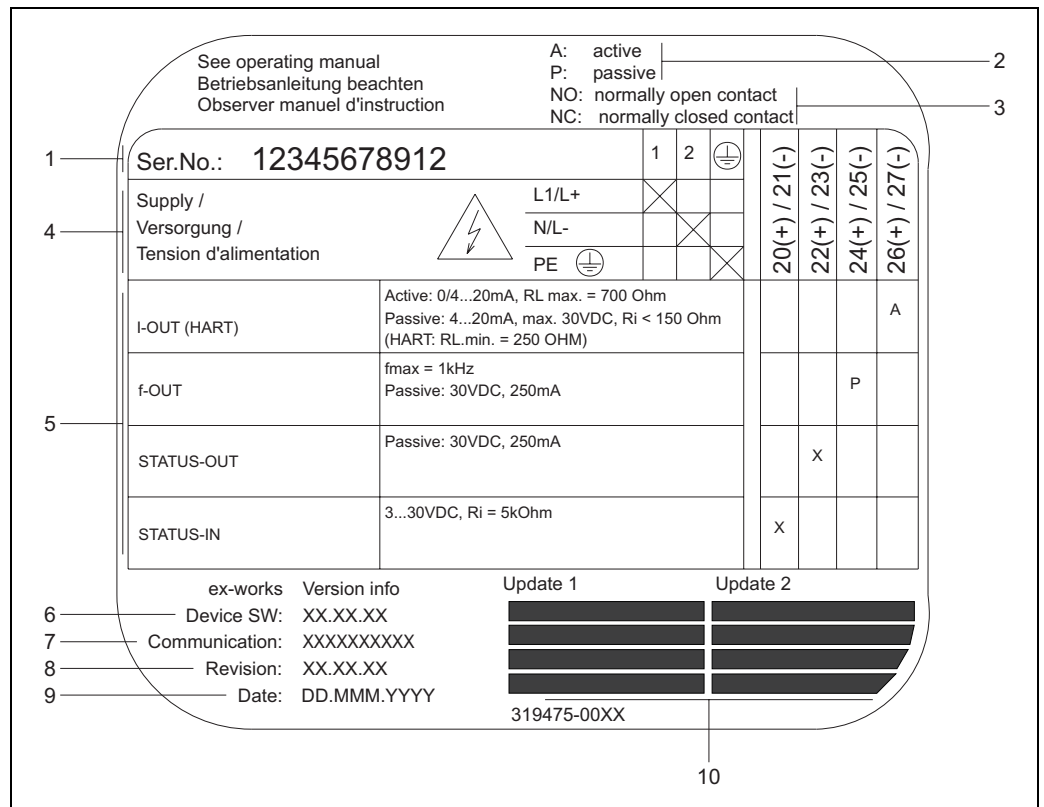 See operating manual
Betriebsanleitung beachten
Observer manuel d'instruction
A: active
P: passive
NO: normally open contact
NC: normally closed contact
2
3
1
Ser.No.: 12345678912
1 2
20(+) / 21(-)
22(+) / 23(-)
24(+) / 25(-)
26(+) / 27(-)
4
Supply /
Versorgung /
Tension d'alimentation
L1/L+
N/L-
PE
5
I-OUT (HART)
Active: 0/4...20mA, RL max. = 700 Ohm
Passive: 4...20mA, max. 30VDC, Ri < 150 Ohm
(HART: RL.min. = 250 OHM)
A
f-OUT
fmax = 1kHz
Passive: 30VDC, 250mA
P
STATUS-OUT
Passive: 30VDC, 250mA
X
STATUS-IN
3...30VDC, Ri = 5kOhm
X
ex-works Version info
Update 1
Update 2
6
Device SW: XX.XX.XX
7
Communication: XXXXXXXXXX
8
Revision: XX.XX.XX
9
Date: DD.MMM.YYYY
319475-00XX
10